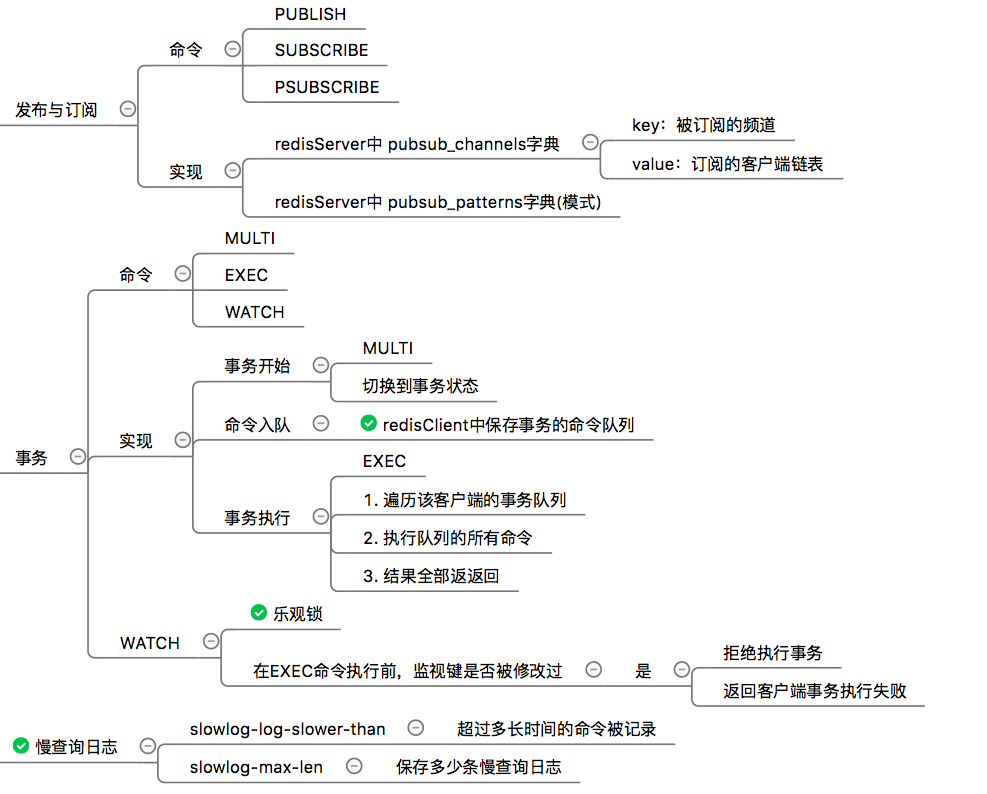 发布与订阅
命令
PUBLISH
SUBSCRIBE
PSUBSCRIBE
实现
redisServer中 pubsub_channels字典
key：被订阅的频道
value：订阅的客户端链表
redisServer中 pubsub_patterns字典(模式)
事务
命令
MULTI
EXEC
WATCH
实现
事务开始
MULTI
切换到事务状态
命令入队
redisClient中保存事务的命令队列
事务执行
EXEC
1. 遍历该客户端的事务队列
2. 执行队列的所有命令
3. 结果全部返返回
WATCH
乐观锁
在EXEC命令执行前，监视键是否被修改过
是
拒绝执行事务
返回客户端事务执行失败
慢查询日志
slowlog-log-slower-than
超过多长时间的命令被记录
slowlog-max-len
保存多少条慢查询日志